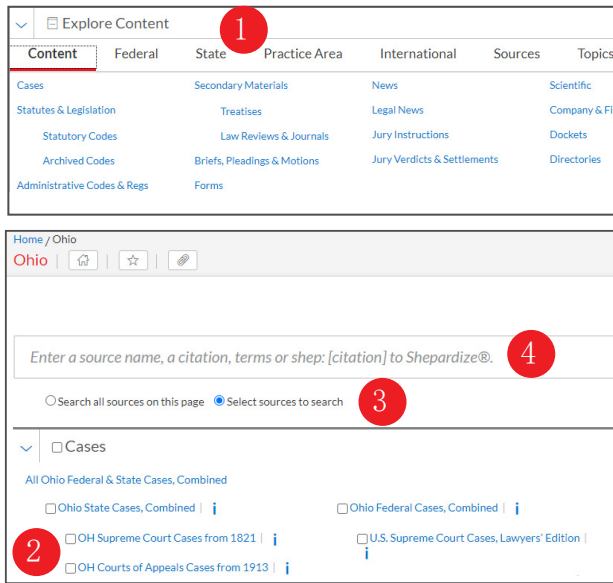 Explore Content
1
Content Federal State Practice Area International Sources Topics
Cases Secondary Materials News Scientific
Statutes & Legislation Treatises Legal News Company & Fi
Statutory Codes Law Reviews & Journals Jury Instructions Dockets
Archived Codes Briefs, Pleadings & Motions Jury Verdicts & Settlements Directories
Administrative Codes & Regs Forms
Home / Ohio
Ohio
Enter a source name, a citation, terms or shep: [citation] to Shepardize®.
4
Search all sources on this page Select sources to search
3
Cases
All Ohio Federal & State Cases, Combined
Ohio State Cases, Combined | i Ohio Federal Cases, Combined | i
2
OH Supreme Court Cases from 1821 | i U.S. Supreme Court Cases, Lawyers' Edition |
i
OH Courts of Appeals Cases from 1913 | i